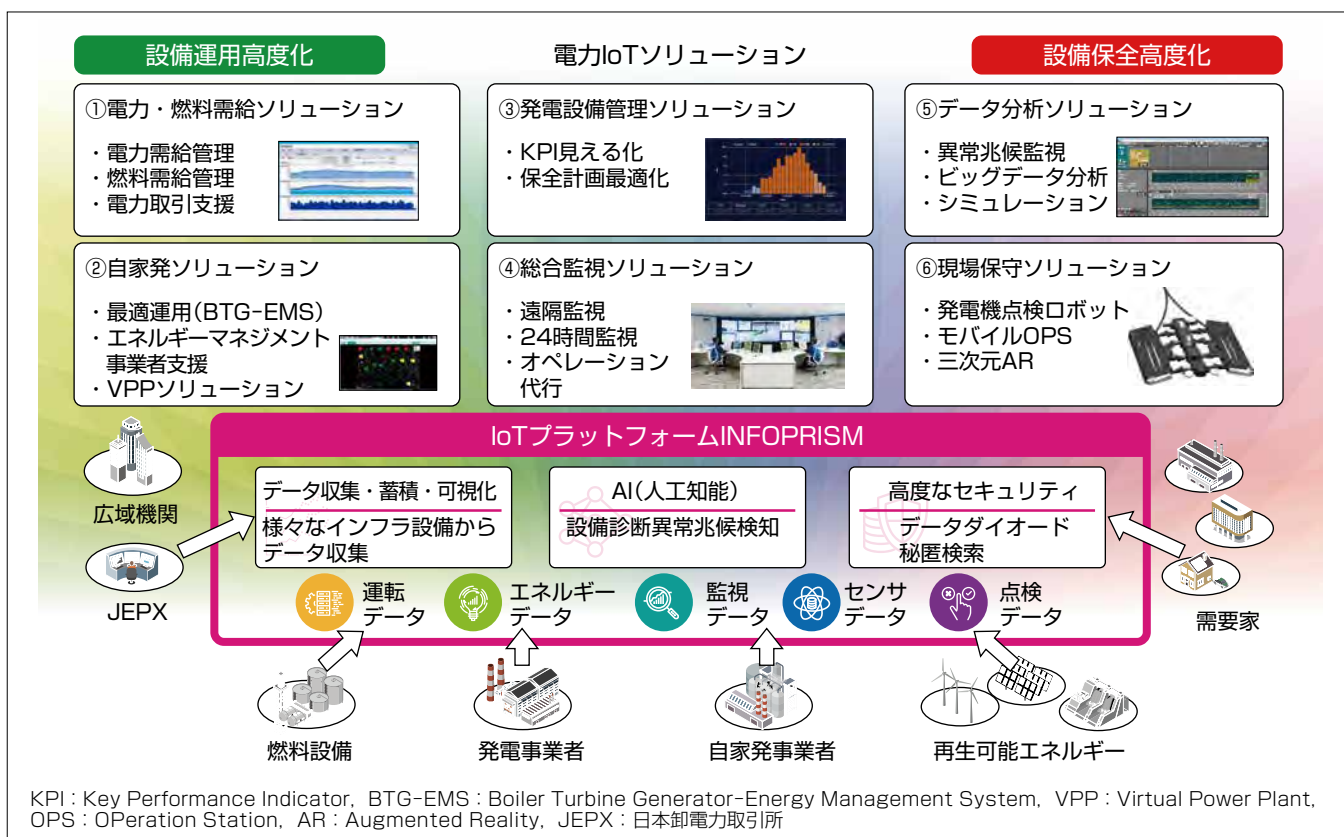 設備運用高度化
電力IoTソリューション
設備保全高度化
①電力・燃料需給ソリューション
・電力需給管理
・燃料需給管理
・電力取引支援
③発電設備管理ソリューション
・KPI見える化
・保全計画最適化
⑤データ分析ソリューション
・異常兆候監視
・ビッグデータ分析
・シミュレーション
②自家発ソリューション
・最適運用(BTG-EMS)
・エネルギーマネジメント
事業者支援
・VPPソリューション
④総合監視ソリューション
・遠隔監視
・24時間監視
・オペレーション
代行
⑥現場保守ソリューション
・発電機点検ロボット
・モバイルOPS
・三次元AR
IoTプラットフォームINFOPRISM
広域機関
JEPX
データ収集・蓄積・可視化
様々なインフラ設備から
データ収集
AI(人工知能)
設備診断異常兆候検知
高度なセキュリティ
データダイオード
秘匿検索
運転
データ
エネルギー
データ
監視
データ
センサ
データ
点検
データ
需要家
燃料設備
発電事業者
自家発事業者
再生可能エネルギー
KPI：Key Performance Indicator, BTG-EMS：Boiler Turbine Generator-Energy Management System, VPP：Virtual Power Plant,
OPS：OPeration Station, AR：Augmented Reality, JEPX：日本卸電力取引所